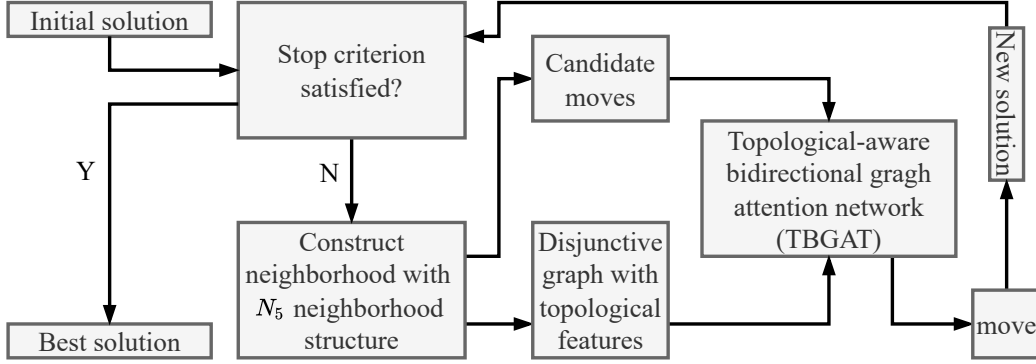 Initial solution
Stop criterion
satisfied?
Y
N
Best solution
Construct
neighborhood with
N₅ neighborhood
structure
Candidate
moves
Disjunctive
graph with
topological
features
Topological-aware
bidirectional gragh
attention network
(TBGAT)
move
New solution